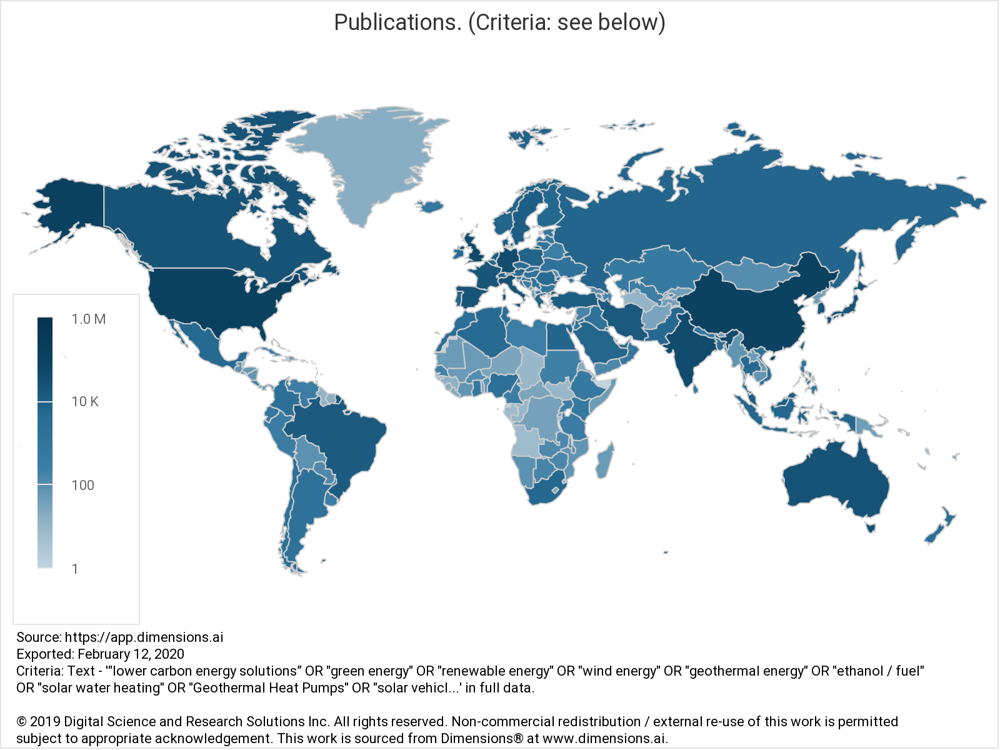 Publications. (Criteria: see below)
1.0 M
10 K
100
1
Source: https://app.dimensions.ai
Exported: February 12, 2020
Criteria: Text - '"lower carbon energy solutions” OR "green energy" OR "renewable energy" OR "wind energy" OR "geothermal energy" OR "ethanol / fuel"
OR "solar water heating" OR "Geothermal Heat Pumps" OR "solar vehicl...' in full data.
© 2019 Digital Science and Research Solutions Inc. All rights reserved. Non-commercial redistribution / external re-use of this work is permitted
subject to appropriate acknowledgement. This work is sourced from Dimensions® at www.dimensions.ai.